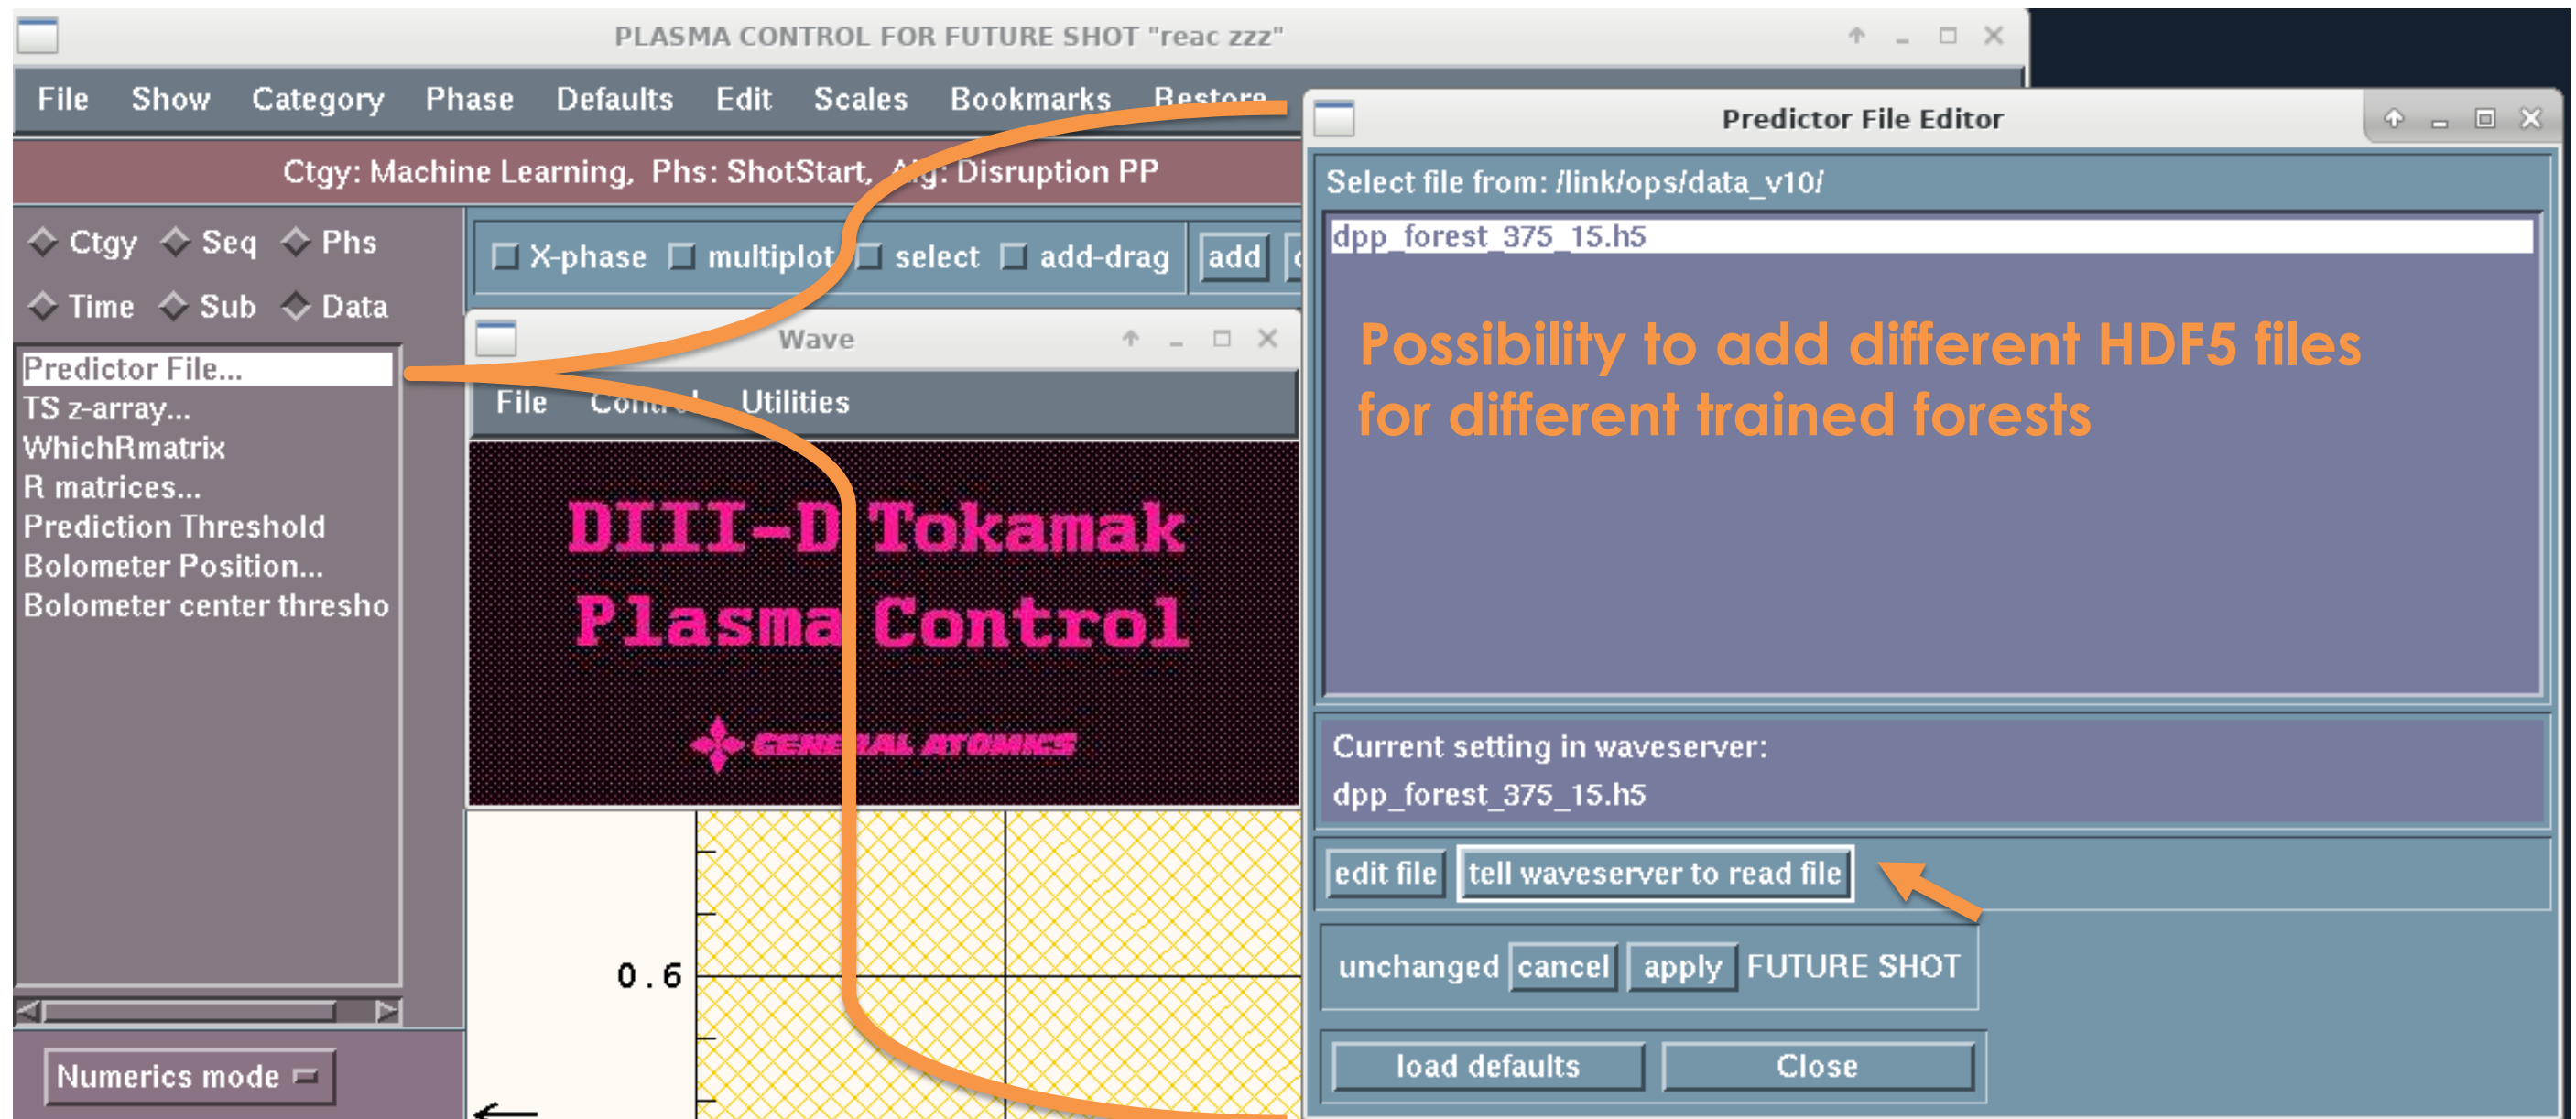 PLASMA CONTROL FOR FUTURE SHOT "reac zzz"
File Show Category Phase Defaults Edit Scales Bookmarks Restore
Ctgy: Machine Learning, Phs: ShotStart, Alg: Disruption PP
Ctgy Seq Phs
Time Sub Data
X-phase multiplot select add-drag add
Predictor File...
TS z-array...
WhichRmatrix
R matrices...
Prediction Threshold
Bolometer Position...
Bolometer center thresho
Numerics mode
Wave
File Control Utilities
DIII-D Tokamak
Plasma Control
GENERAL ATOMICS
0.6
Predictor File Editor
Select file from: /link/ops/data_v10/
dpp_forest_375_15.h5
Possibility to add different HDF5 files
for different trained forests
Current setting in waveserver:
dpp_forest_375_15.h5
edit file tell waveserver to read file
unchanged cancel apply FUTURE SHOT
load defaults Close